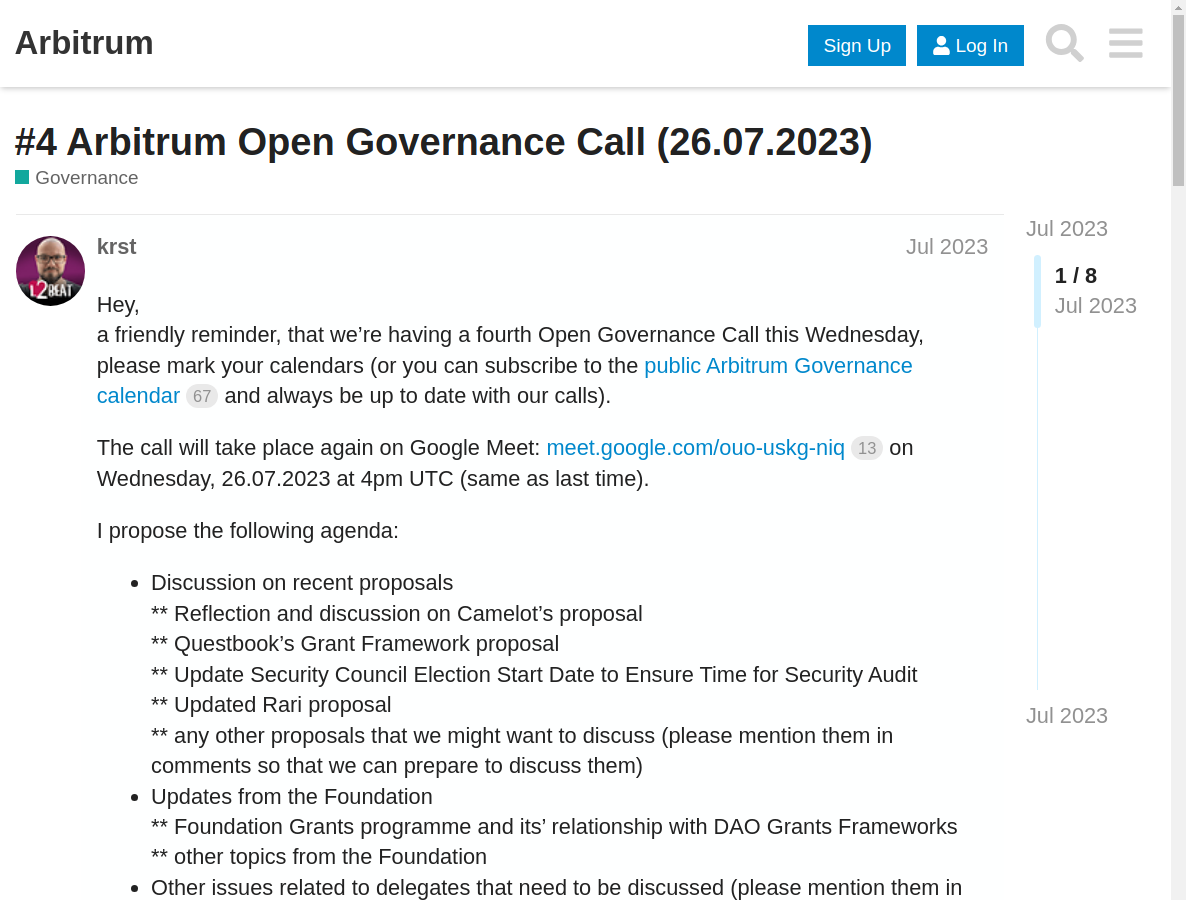 Arbitrum
Sign Up
Log In
#4 Arbitrum Open Governance Call (26.07.2023)
Governance
krst
Jul 2023
L2BEAT
Hey,
a friendly reminder, that we’re having a fourth Open Governance Call this Wednesday,
please mark your calendars (or you can subscribe to the public Arbitrum Governance
calendar 67 and always be up to date with our calls).
The call will take place again on Google Meet: meet.google.com/ouo-uskg-niq 13 on
Wednesday, 26.07.2023 at 4pm UTC (same as last time).
I propose the following agenda:
• Discussion on recent proposals
** Reflection and discussion on Camelot’s proposal
** Questbook’s Grant Framework proposal
** Update Security Council Election Start Date to Ensure Time for Security Audit
** Updated Rari proposal
** any other proposals that we might want to discuss (please mention them in
comments so that we can prepare to discuss them)
• Updates from the Foundation
** Foundation Grants programme and its’ relationship with DAO Grants Frameworks
** other topics from the Foundation
• Other issues related to delegates that need to be discussed (please mention them in
Jul 2023
1 / 8
Jul 2023
Jul 2023